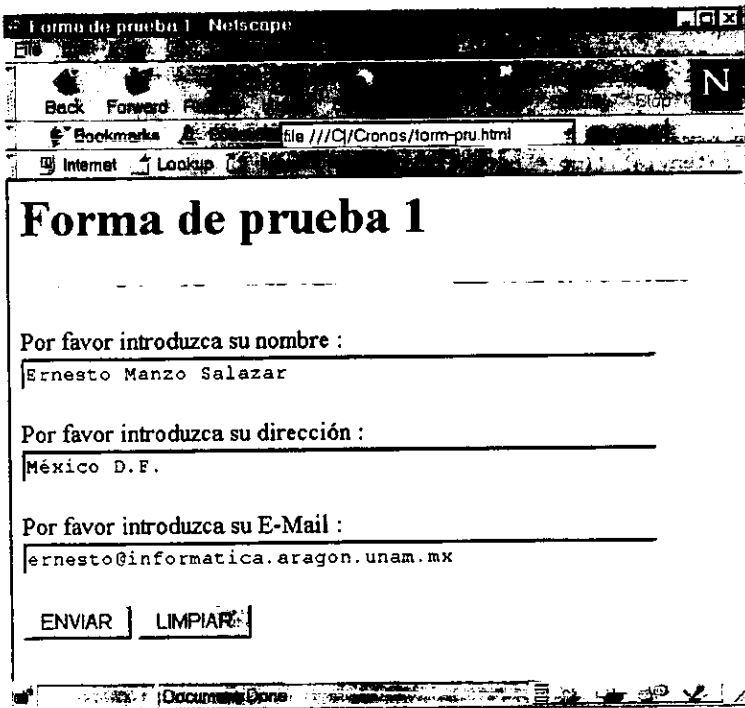 Forma de prueba 1 Netscape
File
Back Forward
Stop
N
Bookmarks file:///C|/Cronos/form-pru.html
Internet Lookup
Forma de prueba 1
Por favor introduzca su nombre :
Ernesto Manzo Salazar
Por favor introduzca su dirección :
México D.F.
Por favor introduzca su E-Mail :
ernesto@informatica.aragon.unam.mx
ENVIAR LIMPIAR
Document Done